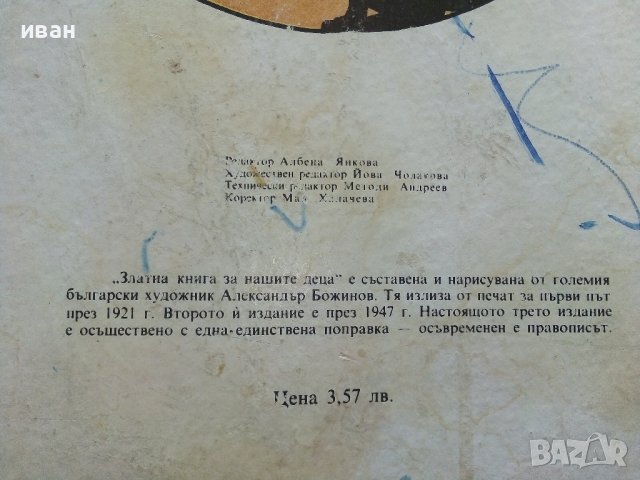 иван
Редактор Албена Янкова
Художествен редактор Йова Чолакова
Технически редактор Методи Андреев
Коректор Мая Халачева
„Златна книга за нашите деца“ е съставена и нарисувана от големия
български художник Александър Божинов. Тя излиза от печат за първи път
през 1921 г. Второто ѝ издание е през 1947 г. Настоящото трето издание
е осъществено с една-единствена поправка — осъвременен е правописът.
Цена 3,57 лв.
BAZAR